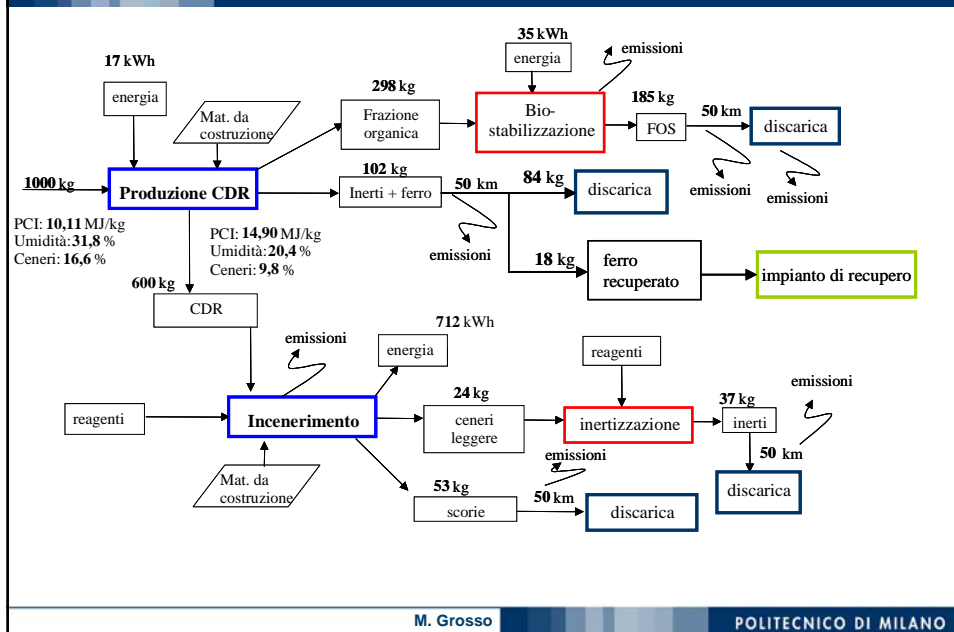 35 kWh
emissioni
17 kWh
energia
298 kg
185 kg
50 km
energia
Mat. da
costruzione
Frazione
organica
Bio-
stabilizzazione
FOS
discarica
1000 kg
Produzione CDR
102 kg
Inerti + ferro
50 km
84 kg
discarica
emissioni
emissioni
emissioni
PCI: 10,11 MJ/kg
Umidità: 31,8 %
Ceneri: 16,6 %
PCI: 14,90 MJ/kg
Umidità: 20,4 %
Ceneri: 9,8 %
18 kg
ferro
recuperato
impianto di recupero
600 kg
CDR
712 kWh
emissioni
energia
reagenti
emissioni
reagenti
Incenerimento
24 kg
ceneri
leggere
inertizzazione
37 kg
inerti
50 km
emissioni
Mat. da
costruzione
53 kg
scorie
50 km
discarica
discarica
M. Grosso
POLITECNICO DI MILANO